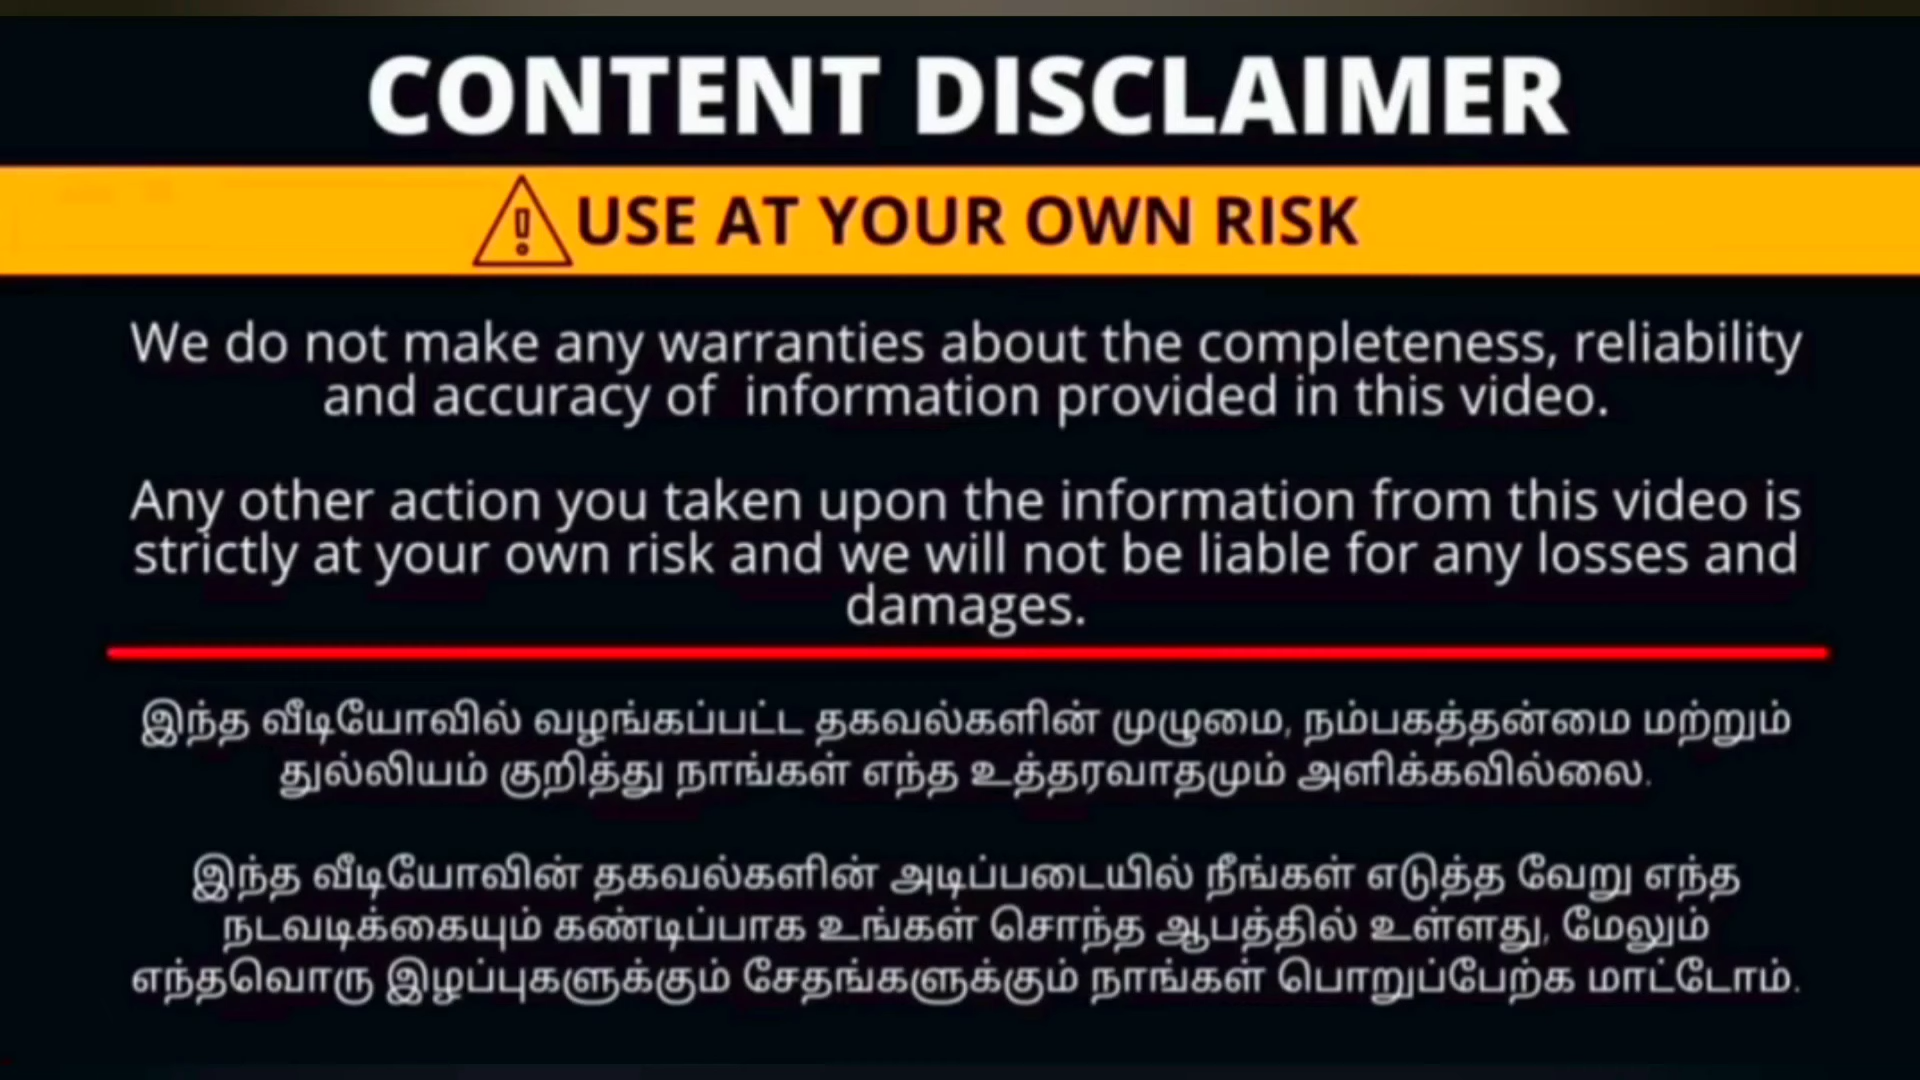 CONTENT DISCLAIMER
USE AT YOUR OWN RISK
We do not make any warranties about the completeness, reliability
and accuracy of information provided in this video.
Any other action you taken upon the information from this video is
strictly at your own risk and we will not be liable for any losses and
damages.
இந்த வீடியோவில் வழங்கப்பட்ட தகவல்களின் முழுமை, நம்பகத்தன்மை மற்றும்
துல்லியம் குறித்து நாங்கள் எந்த உத்தரவாதமும் அளிக்கவில்லை.
இந்த வீடியோவின் தகவல்களின் அடிப்படையில் நீங்கள் எடுத்த வேறு எந்த
நடவடிக்கையும் கண்டிப்பாக உங்கள் சொந்த ஆபத்தில் உள்ளது, மேலும்
எந்தவொரு இழப்புகளுக்கும் சேதங்களுக்கும் நாங்கள் பொறுப்பேற்க மாட்டோம்.